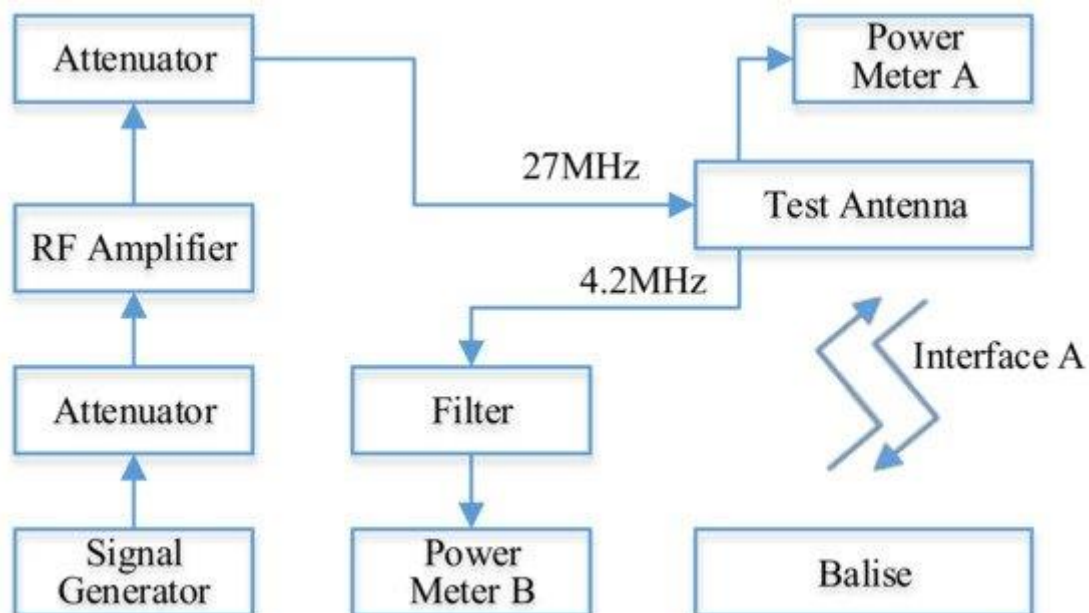 Attenuator
Power
Meter A
27MHz
Test Antenna
RF Amplifier
4.2MHz
Interface A
Attenuator
Filter
Signal
Generator
Power
Meter B
Balise